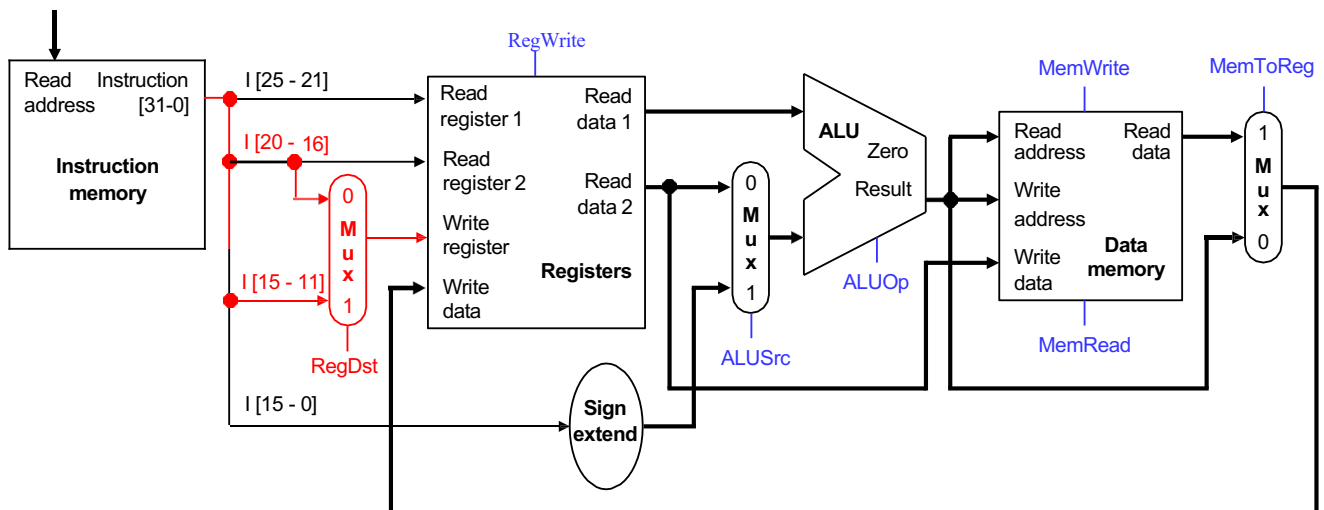 RegWrite
MemWrite
MemToReg
Read
address
Instruction
[31-0]
Instruction
memory
I [25 - 21]
I [20 - 16]
I [15 - 11]
I [15 - 0]
0
M
u
x
1
RegDst
Read
register 1
Read
register 2
Write
register
Write
data
Read
data 1
Read
data 2
Registers
Sign
extend
0
M
u
x
1
ALUSrc
ALU
Zero
Result
ALUOp
Read
address
Write
address
Write
data
Read
data
Data
memory
MemRead
1
M
u
x
0